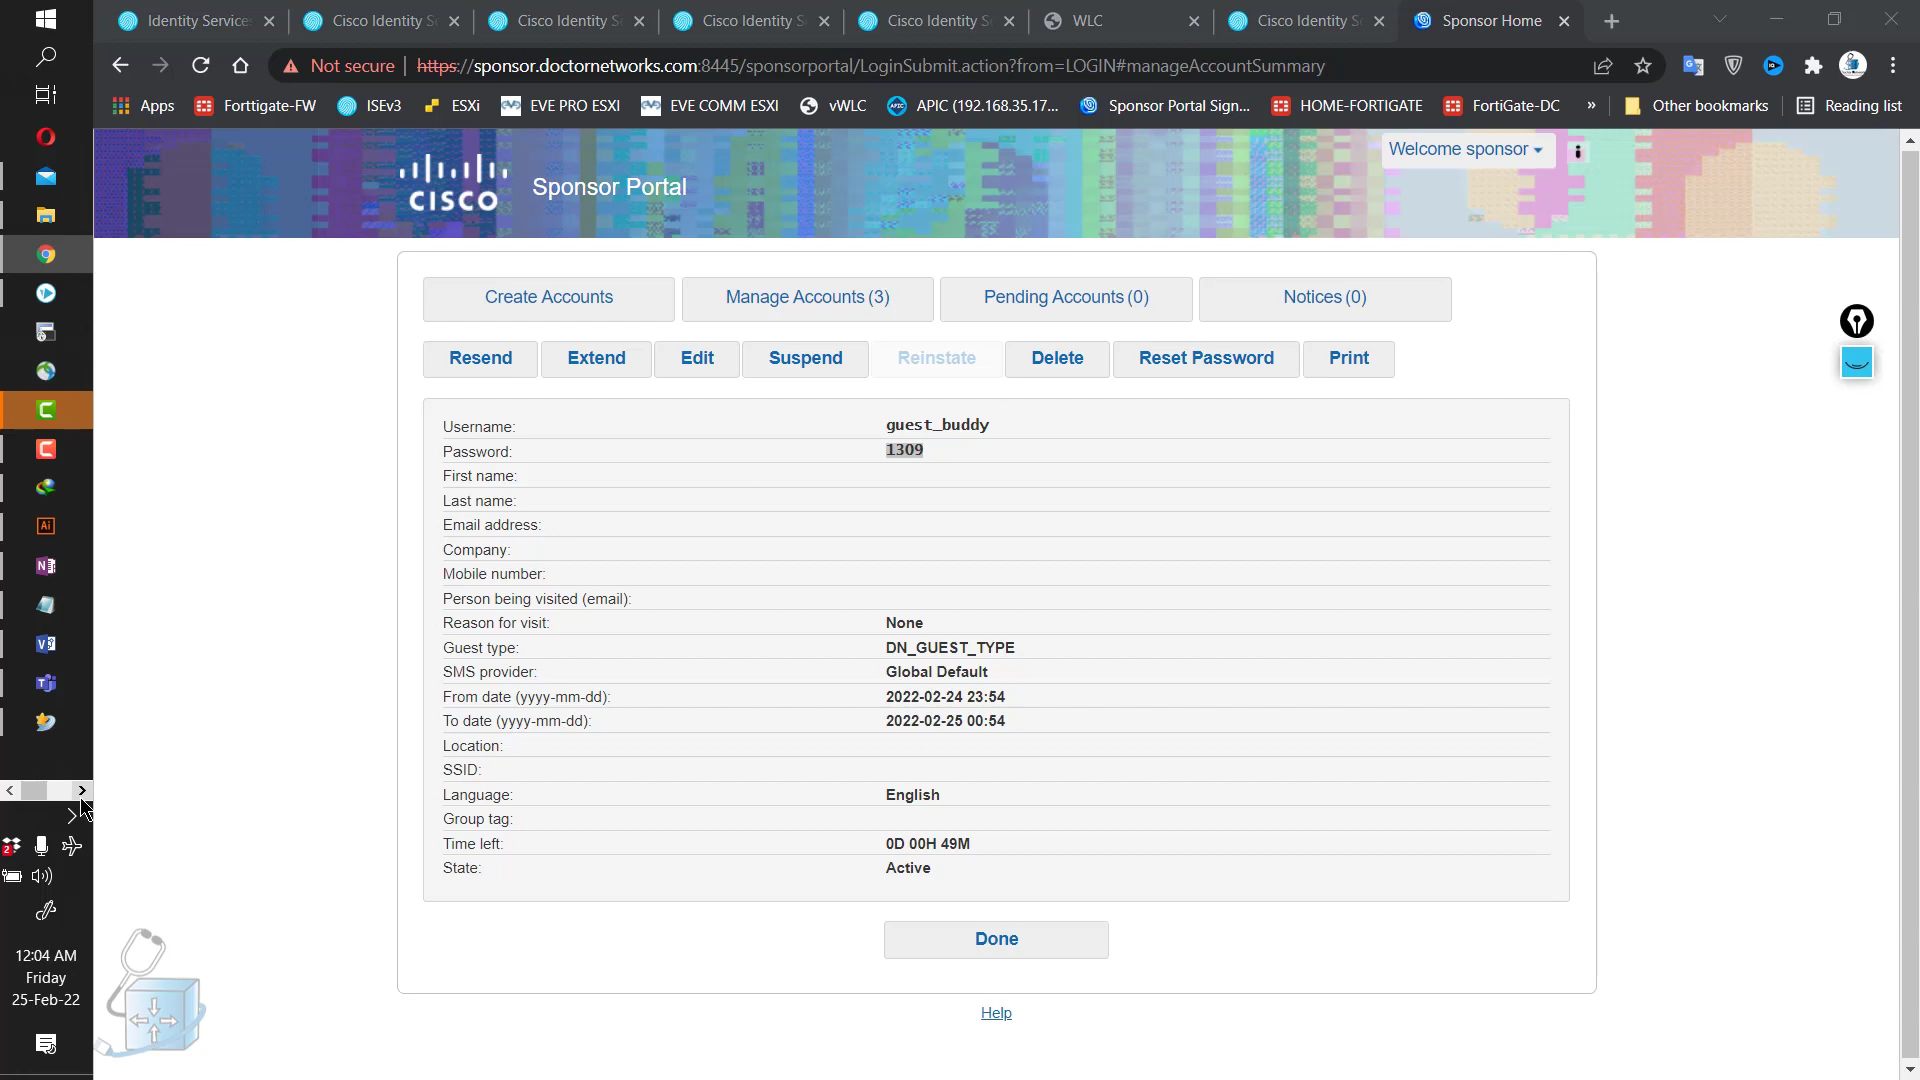 Identity Service
Cisco Identity S
Cisco Identity S
Cisco Identity S
Cisco Identity S
WLC
Cisco Identity S
Sponsor Home
Not secure
https://sponsor.doctornetworks.com:8445/sponsorportal/LoginSubmit.action?from=LOGIN#manageAccountSummary
Apps
Fortigate-FW
ISEv3
ESXi
EVE PRO ESXI
EVE COMM ESXI
vWLC
APIC (192.168.35.17...
Sponsor Portal Sign...
HOME-FORTIGATE
FortiGate-DC
»
Other bookmarks
Reading list
CISCO
Sponsor Portal
Welcome sponsor
Create Accounts
Manage Accounts (3)
Pending Accounts (0)
Notices (0)
Resend
Extend
Edit
Suspend
Reinstate
Delete
Reset Password
Print
Username: guest_buddy
Password: 1309
First name:
Last name:
Email address:
Company:
Mobile number:
Person being visited (email):
Reason for visit: None
Guest type: DN_GUEST_TYPE
SMS provider: Global Default
From date (yyyy-mm-dd): 2022-02-24 23:54
To date (yyyy-mm-dd): 2022-02-25 00:54
Location:
SSID:
Language: English
Group tag:
Time left: 0D 00H 49M
State: Active
Done
Help
12:04 AM
Friday
25-Feb-22